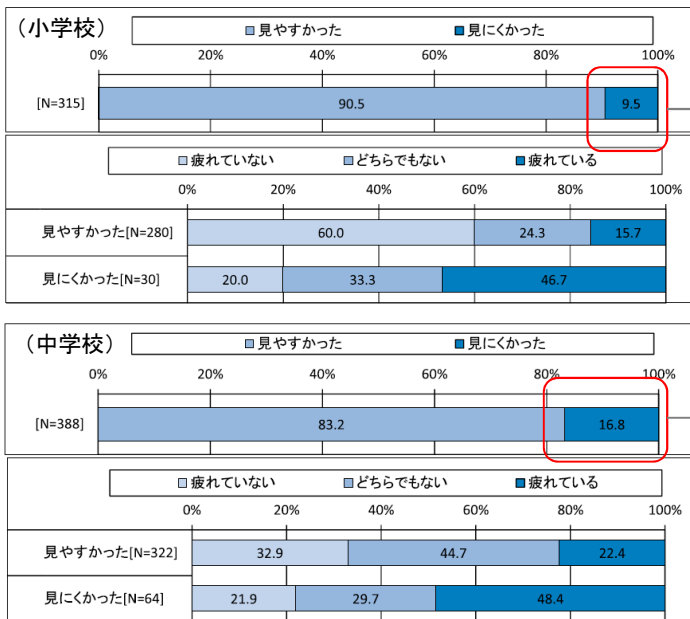 （小学校）
見やすかった 見にくかった
0% 20% 40% 60% 80% 100%
[N=315] 90.5 9.5
疲れていない どちらでもない 疲れている
0% 20% 40% 60% 80% 100%
見やすかった[N=280] 60.0 24.3 15.7
見にくかった[N=30] 20.0 33.3 46.7
（中学校）
見やすかった 見にくかった
0% 20% 40% 60% 80% 100%
[N=388] 83.2 16.8
疲れていない どちらでもない 疲れている
0% 20% 40% 60% 80% 100%
見やすかった[N=322] 32.9 44.7 22.4
見にくかった[N=64] 21.9 29.7 48.4